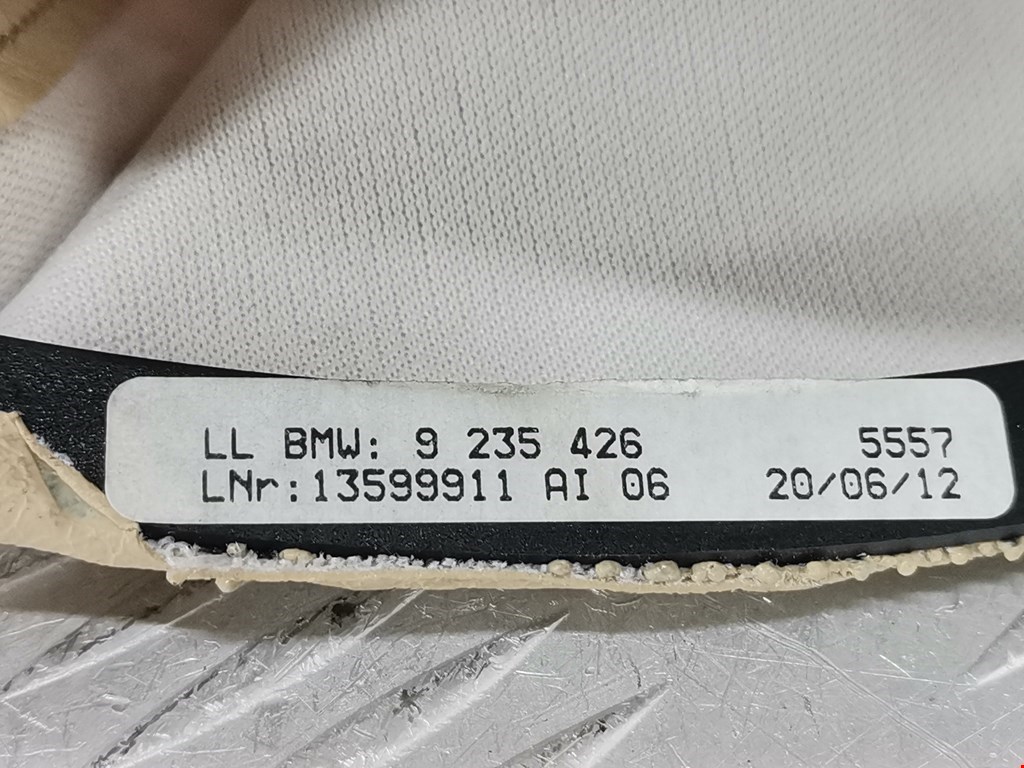 LL BMW: 9 235 426 5557
LNr:13599911 AI 06 20/06/12